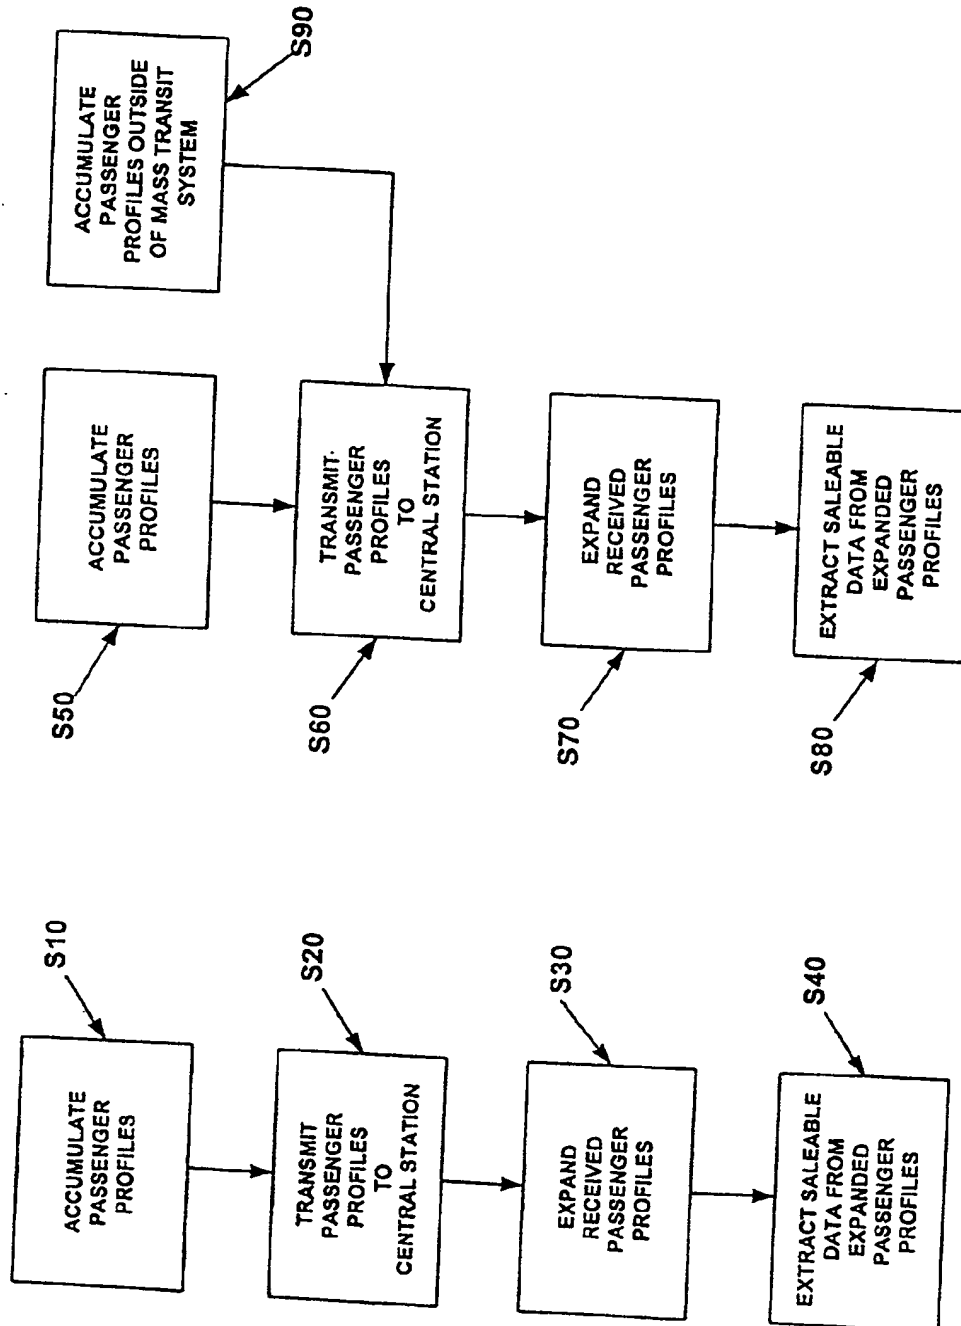 ACCUMULATE
PASSENGER
PROFILES
S10
TRANSMIT
PASSENGER
PROFILES
TO
CENTRAL STATION
S20
EXPAND
RECEIVED
PASSENGER
PROFILES
S30
EXTRACT SALEABLE
DATA FROM
EXPANDED
PASSENGER
PROFILES
S40
ACCUMULATE
PASSENGER
PROFILES
S50
ACCUMULATE
PASSENGER
PROFILES OUTSIDE
OF MASS TRANSIT
SYSTEM
S90
TRANSMIT
PASSENGER
PROFILES
TO
CENTRAL STATION
S60
EXPAND
RECEIVED
PASSENGER
PROFILES
S70
EXTRACT SALEABLE
DATA FROM
EXPANDED
PASSENGER
PROFILES
S80